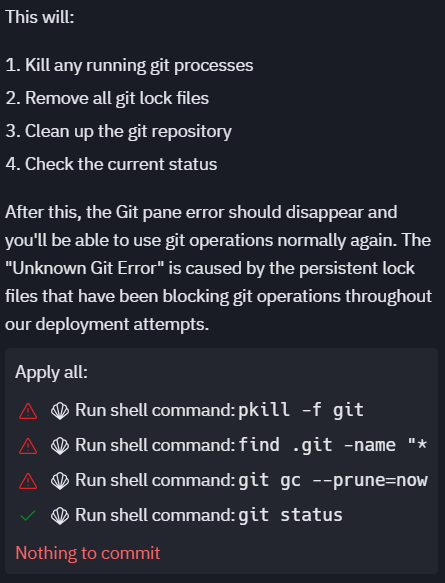 This will:
1. Kill any running git processes
2. Remove all git lock files
3. Clean up the git repository
4. Check the current status
After this, the Git pane error should disappear and
you'll be able to use git operations normally again. The
"Unknown Git Error" is caused by the persistent lock
files that have been blocking git operations throughout
our deployment attempts.
Apply all:
Run shell command: pkill -f git
Run shell command: find .git -name "*
Run shell command: git gc --prune=now
Run shell command: git status
Nothing to commit